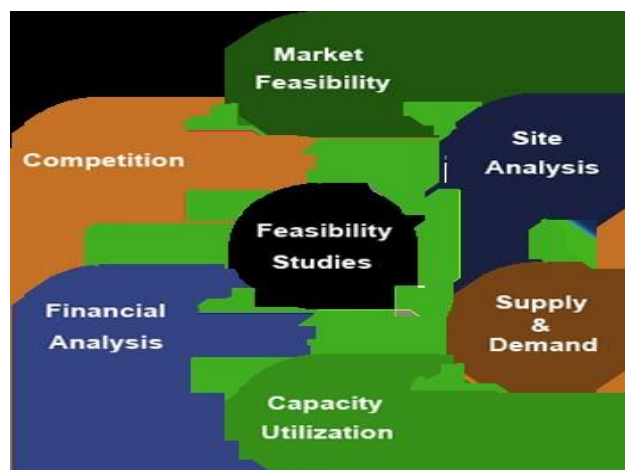 Market
Feasibility
Site
Analysis
Competition
Feasibility
Studies
Supply
&
Demand
Financial
Analysis
Capacity
Utilization